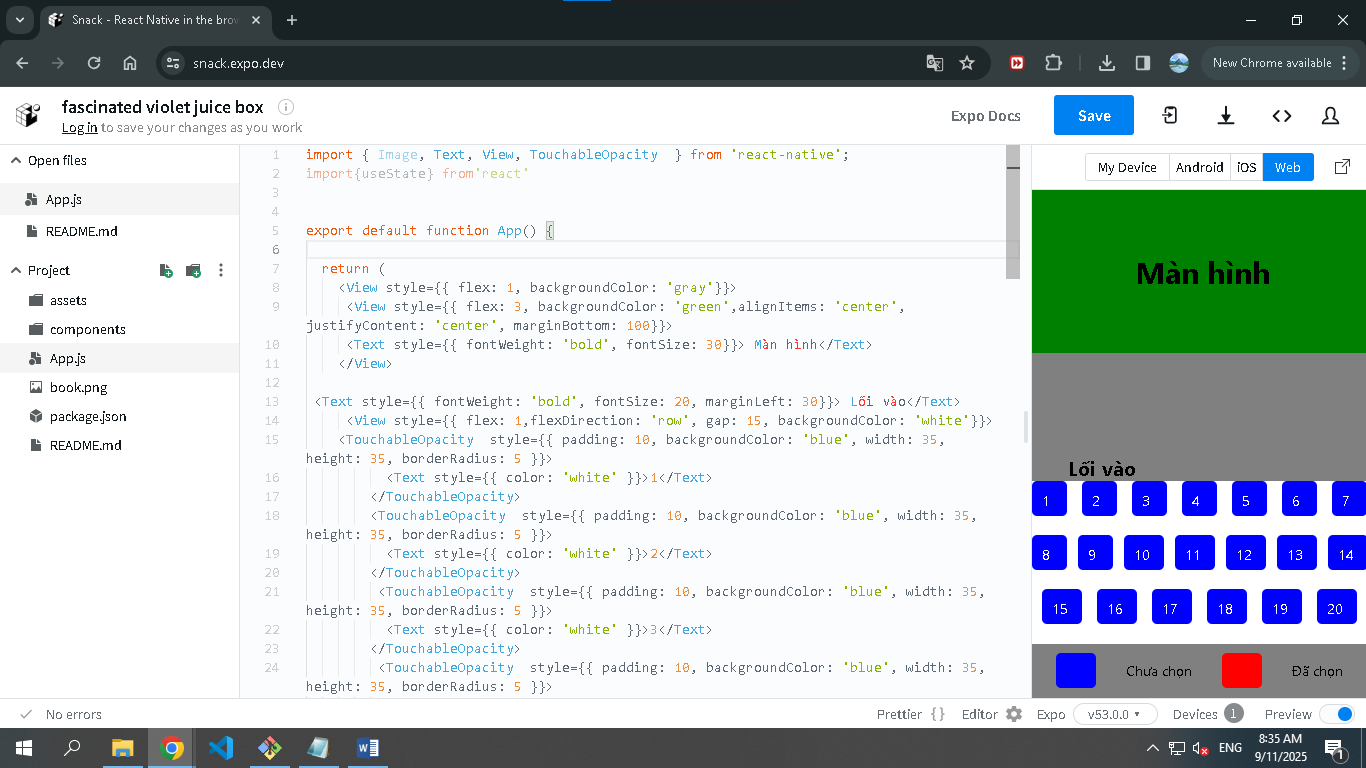 Snack - React Native in the brow
snack.expo.dev
New Chrome available
fascinated violet juice box
Log in to save your changes as you work
Expo Docs
Save
Open files
App.js
README.md
Project
assets
components
App.js
book.png
package.json
README.md
1 import { Image, Text, View, TouchableOpacity  } from 'react-native';
2 import{useState} from'react'
3
4
5 export default function App() {
6
7   return (
8     <View style={{ flex: 1, backgroundColor: 'gray'}}>
9      <View style={{ flex: 3, backgroundColor: 'green',alignItems: 'center',
justifyContent: 'center', marginBottom: 100}}>
10      <Text style={{ fontWeight: 'bold', fontSize: 30}}> Màn hình</Text>
11     </View>
12
13  <Text style={{ fontWeight: 'bold', fontSize: 20, marginLeft: 30}}> Lối vào</Text>
14      <View style={{ flex: 1,flexDirection: 'row', gap: 15, backgroundColor: 'white'}}>
15     <TouchableOpacity  style={{ padding: 10, backgroundColor: 'blue', width: 35,
height: 35, borderRadius: 5 }}>
16           <Text style={{ color: 'white' }}>1</Text>
17         </TouchableOpacity>
18         <TouchableOpacity  style={{ padding: 10, backgroundColor: 'blue', width: 35,
height: 35, borderRadius: 5 }}>
19           <Text style={{ color: 'white' }}>2</Text>
20         </TouchableOpacity>
21          <TouchableOpacity  style={{ padding: 10, backgroundColor: 'blue', width: 35,
height: 35, borderRadius: 5 }}>
22           <Text style={{ color: 'white' }}>3</Text>
23         </TouchableOpacity>
24          <TouchableOpacity  style={{ padding: 10, backgroundColor: 'blue', width: 35,
height: 35, borderRadius: 5 }}>
My Device Android iOS Web
Màn hình
Lối vào
1 2 3 4 5 6 7
8 9 10 11 12 13 14
15 16 17 18 19 20
Chưa chọn Đã chọn
No errors
Prettier {} Editor Expo v53.0.0 Devices 1 Preview
ENG
8:35 AM
9/11/2025
1